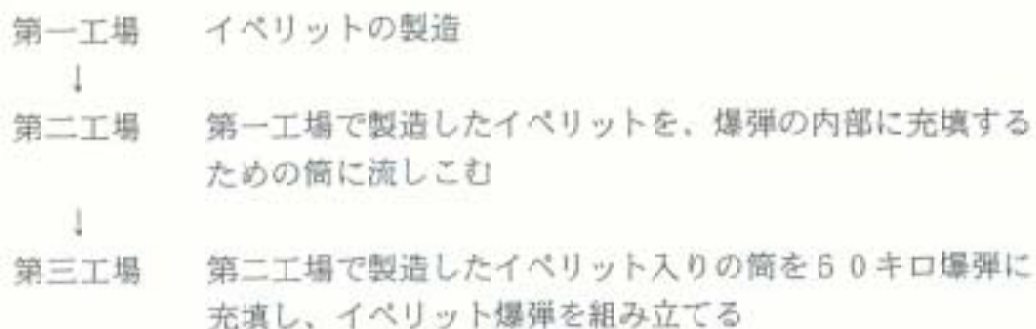 第一工場　イペリットの製造
↓
第二工場　第一工場で製造したイペリットを、爆弾の内部に充填する
ための筒に流しこむ
↓
第三工場　第二工場で製造したイペリット入りの筒を６０キロ爆弾に
充填し、イペリット爆弾を組み立てる